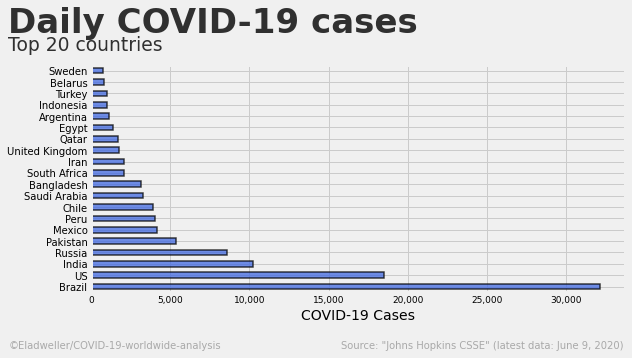 Daily COVID-19 cases
Top 20 countries
Sweden
Belarus
Turkey
Indonesia
Argentina
Egypt
Qatar
United Kingdom
Iran
South Africa
Bangladesh
Saudi Arabia
Chile
Peru
Mexico
Pakistan
Russia
India
US
Brazil
0 5,000 10,000 15,000 20,000 25,000 30,000
COVID-19 Cases
©Eladweller/COVID-19-worldwide-analysis Source: "Johns Hopkins CSSE" (latest data: June 9, 2020)